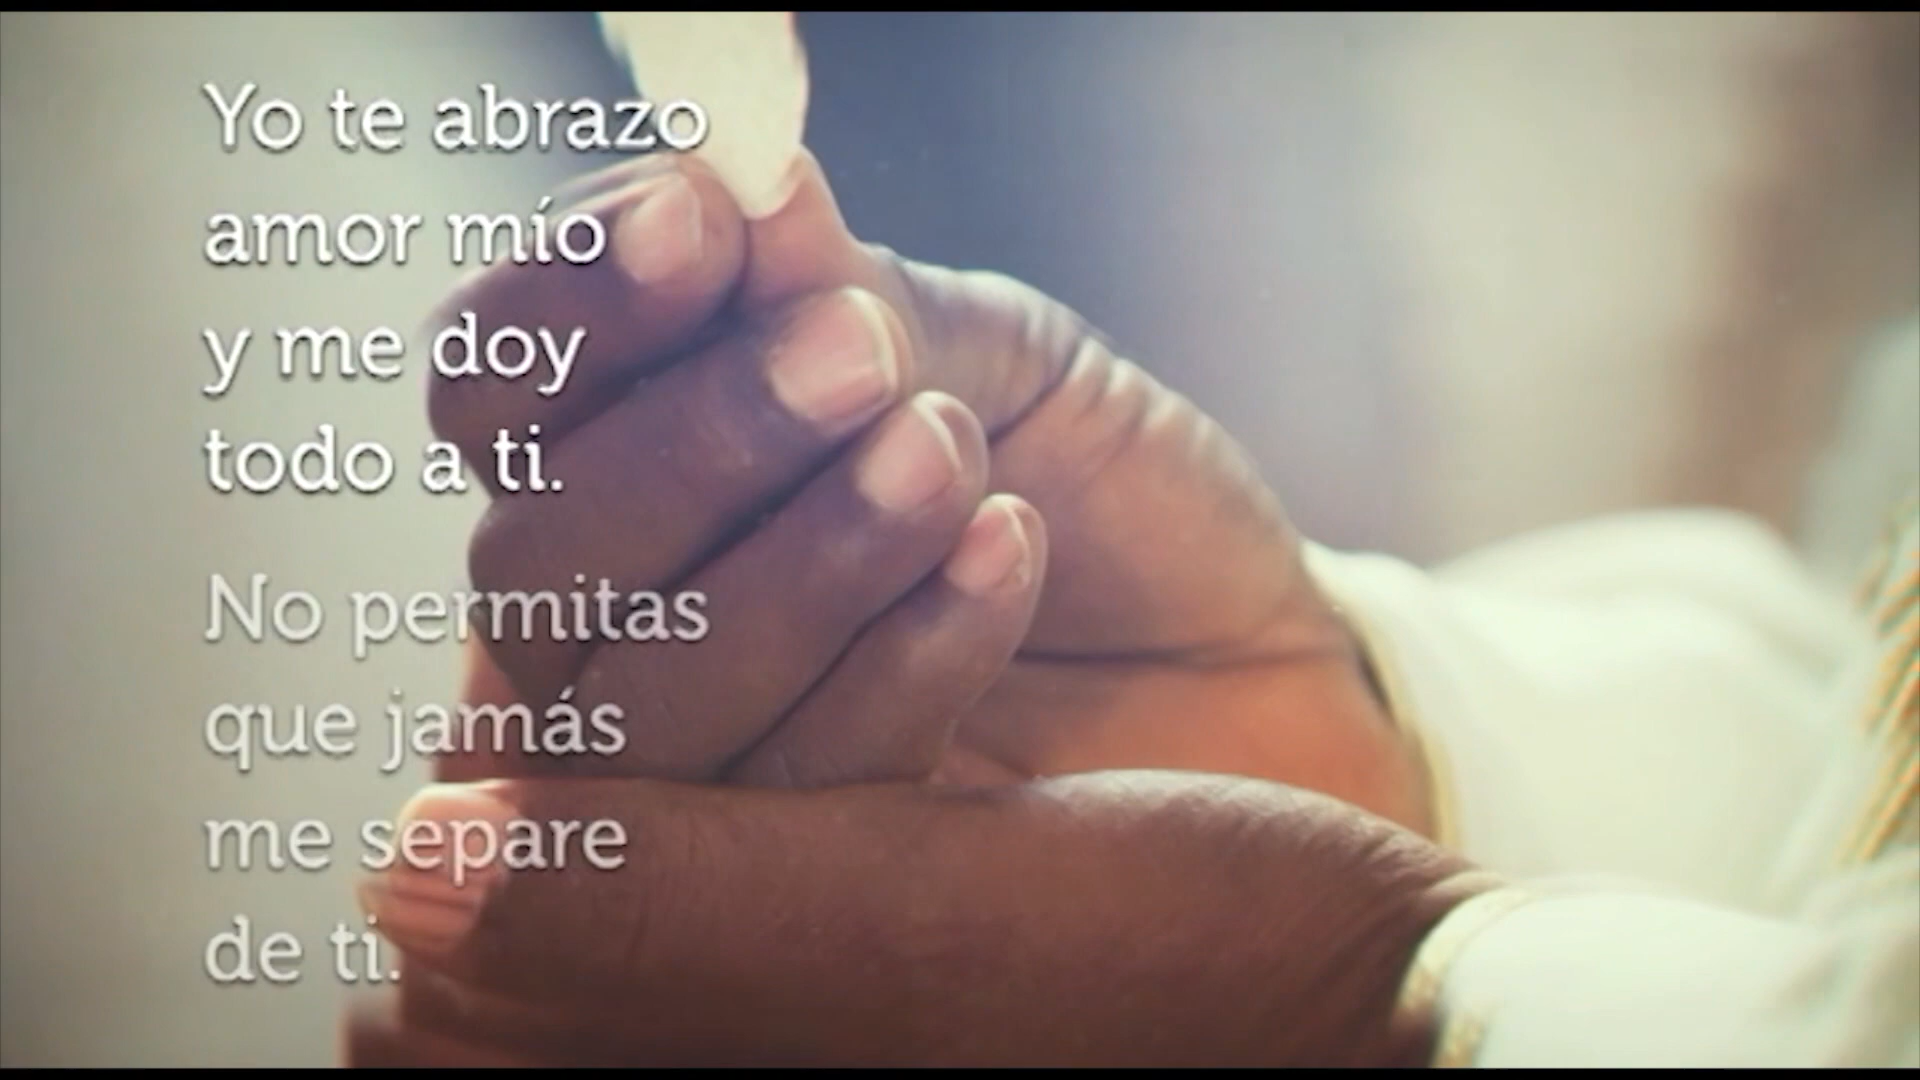 Yo te abrazo
amor mío
y me doy
todo a ti.
No permitas
que jamás
me separe
de ti.